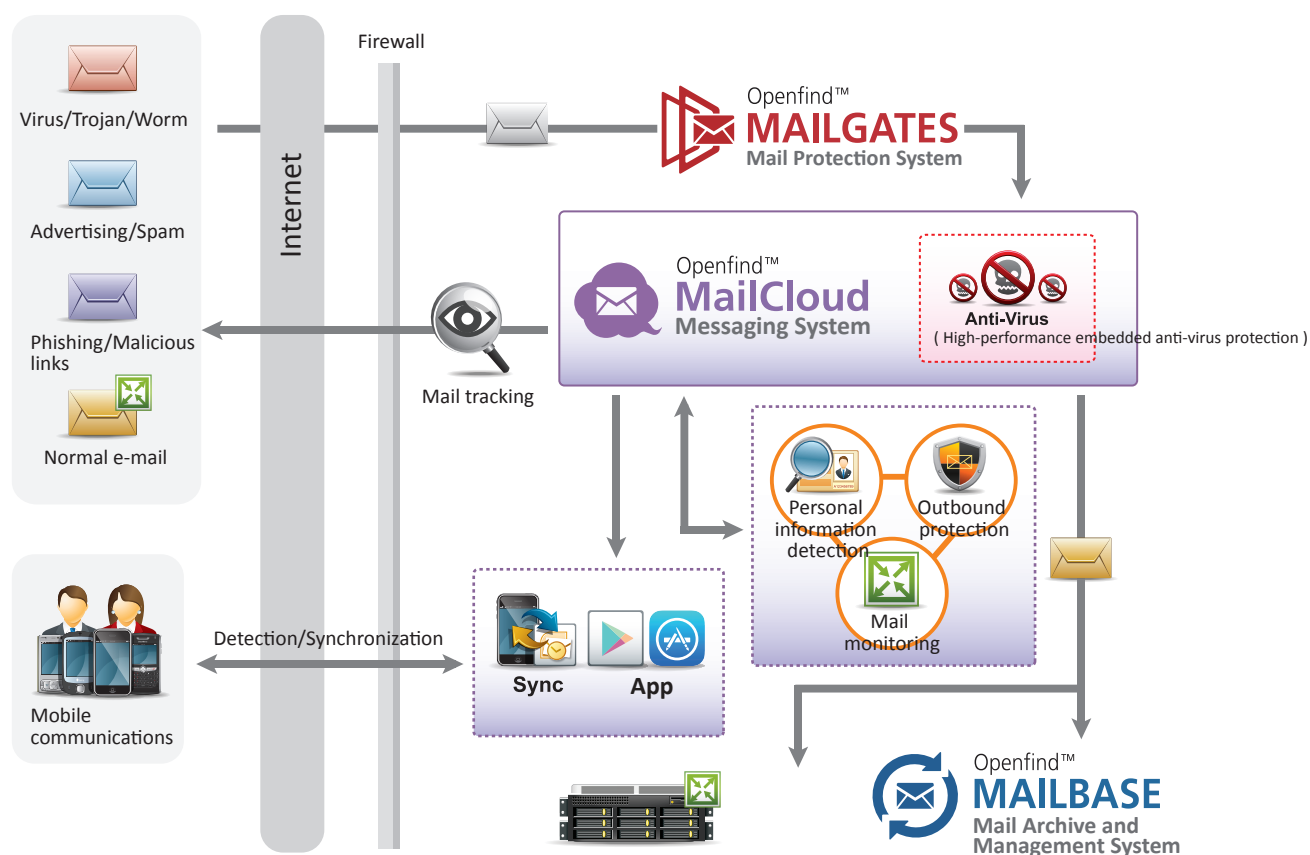 Firewall
Internet
Virus/Trojan/Worm
Advertising/Spam
Phishing/Malicious
links
Normal e-mail
Openfind™
MAILGATES
Mail Protection System
Openfind™
MailCloud
Messaging System
Anti-Virus
( High-performance embedded anti-virus protection )
Mail tracking
Personal
information
detection
Outbound
protection
Mail
monitoring
Mobile
communications
Detection/Synchronization
Sync
App
Openfind™
MAILBASE
Mail Archive and
Management System